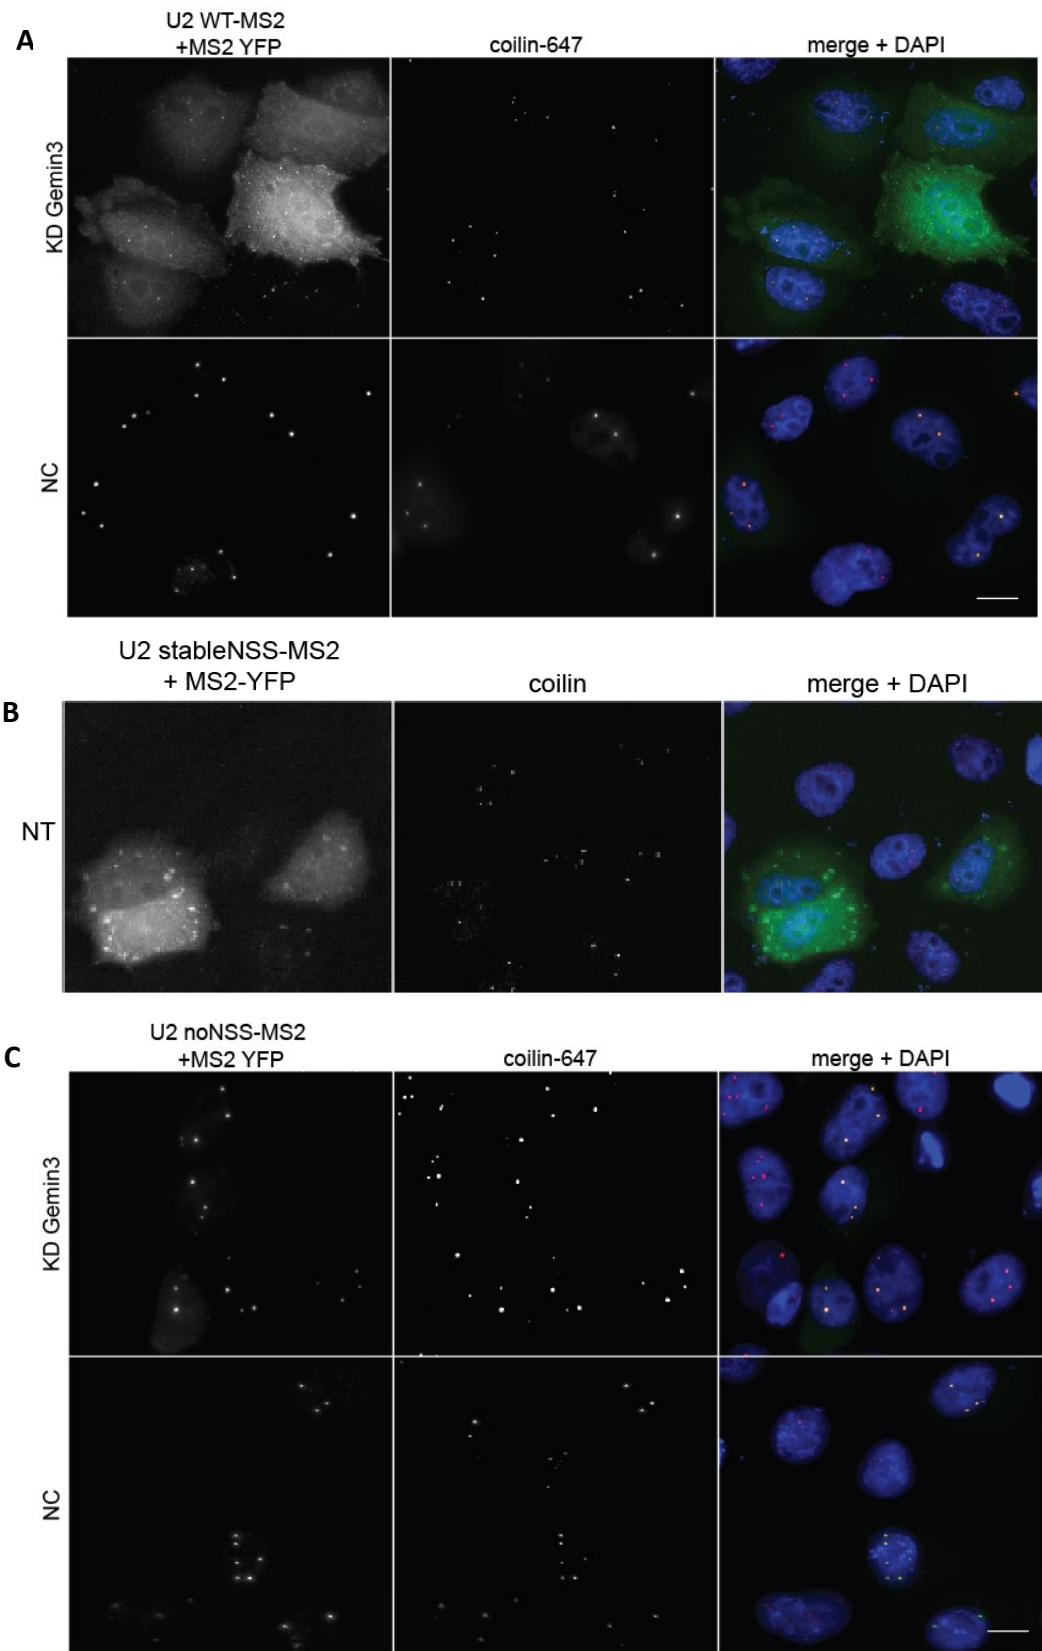 A
U2 WT-MS2
+MS2 YFP
coilin-647
merge + DAPI
KD Gemin3
NC
B
U2 stableNSS-MS2
+ MS2-YFP
coilin
merge + DAPI
NT
C
U2 noNSS-MS2
+MS2 YFP
coilin-647
merge + DAPI
KD Gemin3
NC